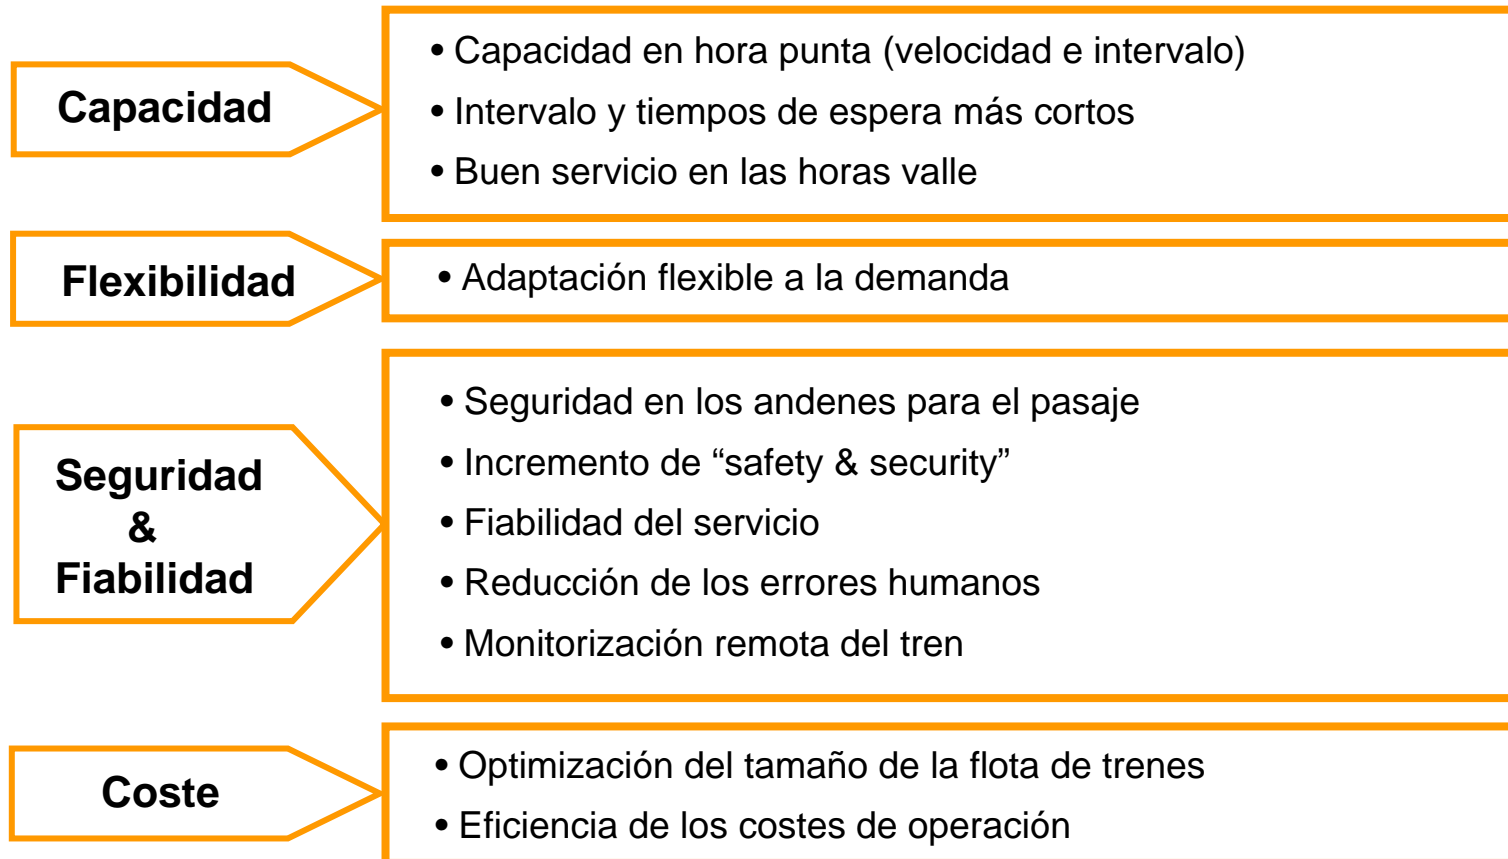 Capacidad
• Capacidad en hora punta (velocidad e intervalo)
• Intervalo y tiempos de espera más cortos
• Buen servicio en las horas valle
Flexibilidad
• Adaptación flexible a la demanda
Seguridad
&
Fiabilidad
• Seguridad en los andenes para el pasaje
• Incremento de “safety & security”
• Fiabilidad del servicio
• Reducción de los errores humanos
• Monitorización remota del tren
Coste
• Optimización del tamaño de la flota de trenes
• Eficiencia de los costes de operación